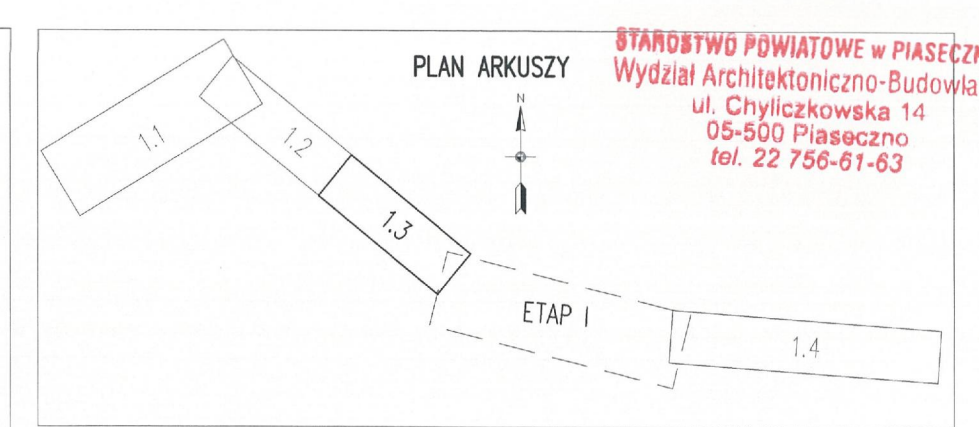 PLAN ARKUSZY
STAROSTWO POWIATOWE w PIASECZN
Wydział Architektoniczno-Budowla
ul. Chyliczkowska 14
05-500 Piaseczno
tel. 22 756-61-63
N
1.1
1.2
1.3
ETAP I
1.4